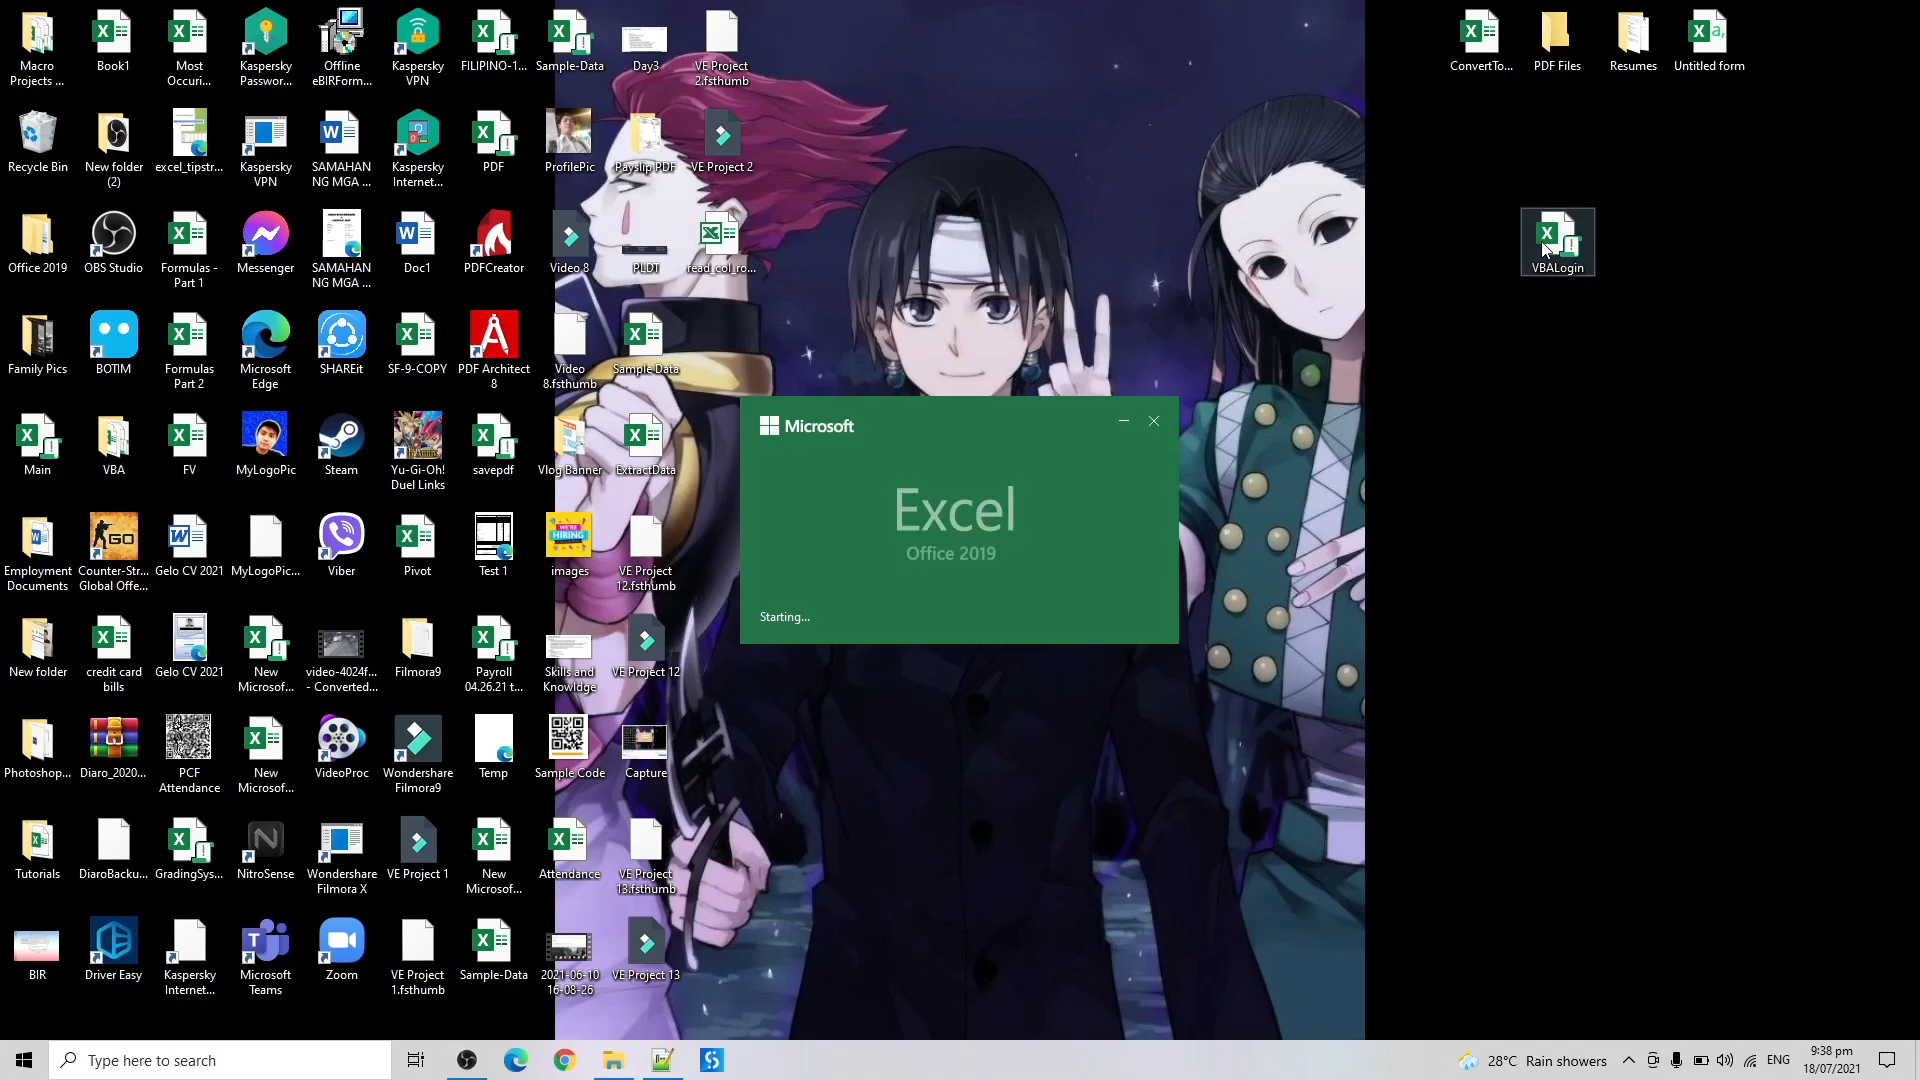 Macro
Projects ...
Book1
Most
Occuri...
Kaspersky
Passwor...
Offline
eBIRForm...
Kaspersky
VPN
FILIPINO-1...
Sample-Data
Day3
VE Project
2.fsthumb
ConvertTo...
PDF Files
Resumes
Untitled form
Recycle Bin
New folder
(2)
excel_tipstr...
Kaspersky
VPN
SAMAHAN
NG MGA ...
Kaspersky
Internet...
PDF
ProfilePic
Payslip PDF
VE Project 2
Office 2019
OBS Studio
Formulas -
Part 1
Messenger
SAMAHAN
NG MGA ...
Doc1
PDFCreator
Video 8
PLDT
read_col_ro...
VBALogin
Family Pics
BOTIM
Formulas
Part 2
Microsoft
Edge
SHAREit
SF-9-COPY
PDF Architect
8
Video
8.fsthumb
Sample Data
Main
VBA
FV
MyLogoPic
Steam
Yu-Gi-Oh!
Duel Links
savepdf
Vlog Banner
ExtractData
Microsoft
Excel
Office 2019
Starting...
Employment
Documents
GO
Counter-Str...
Global Offe...
Gelo CV 2021
MyLogoPic...
Viber
Pivot
Test 1
WE'RE
HIRING
images
VE Project
12.fsthumb
New folder
credit card
bills
Gelo CV 2021
New
Microsof...
video-4024f...
- Converted...
Filmora9
Payroll
04.26.21 t...
Skills and
Knowldge
VE Project 12
Photoshop...
Diaro_2020...
PCF
Attendance
New
Microsof...
VideoProc
Wondershare
Filmora9
Temp
Sample Code
Capture
Tutorials
DiaroBacku...
GradingSys...
NitroSense
Wondershare
Filmora X
VE Project 1
New
Microsof...
Attendance
VE Project
13.fsthumb
BIR
Driver Easy
Kaspersky
Internet...
Microsoft
Teams
zoom
Zoom
VE Project
1.fsthumb
Sample-Data
2021-06-10
16-08-26
VE Project 13
Type here to search
28°C Rain showers
ENG
9:38 pm
18/07/2021